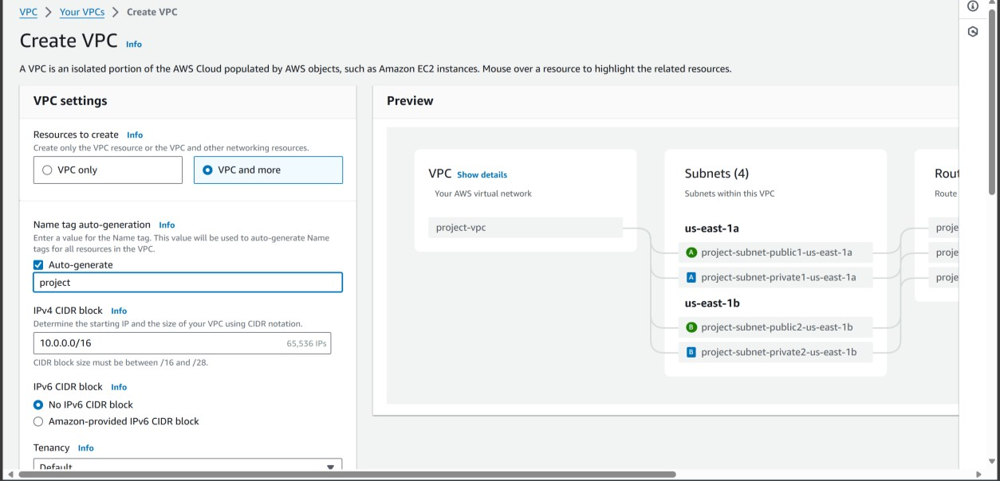 VPC > Your VPCs > Create VPC
Create VPC Info
A VPC is an isolated portion of the AWS Cloud populated by AWS objects, such as Amazon EC2 instances. Mouse over a resource to highlight the related resources.
VPC settings
Resources to create Info
Create only the VPC resource or the VPC and other networking resources.
VPC only
VPC and more
Name tag auto-generation Info
Enter a value for the Name tag. This value will be used to auto-generate Name
tags for all resources in the VPC.
Auto-generate
project
IPv4 CIDR block Info
Determine the starting IP and the size of your VPC using CIDR notation.
10.0.0.0/16 65,536 IPs
CIDR block size must be between /16 and /28.
IPv6 CIDR block Info
No IPv6 CIDR block
Amazon-provided IPv6 CIDR block
Tenancy Info
Default
Preview
VPC Show details
Your AWS virtual network
project-vpc
Subnets (4)
Subnets within this VPC
us-east-1a
A project-subnet-public1-us-east-1a
A project-subnet-private1-us-east-1a
us-east-1b
B project-subnet-public2-us-east-1b
B project-subnet-private2-us-east-1b
Rout
Route
proje
proje
proje